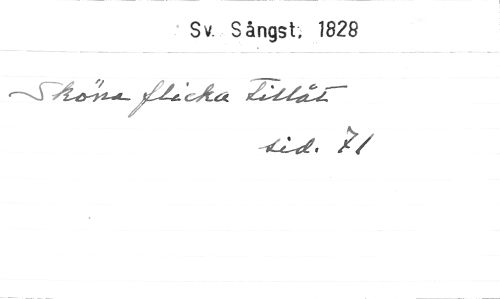 Sv. Sångst; 1828
Sköna flicka Tillåt
sid. 71